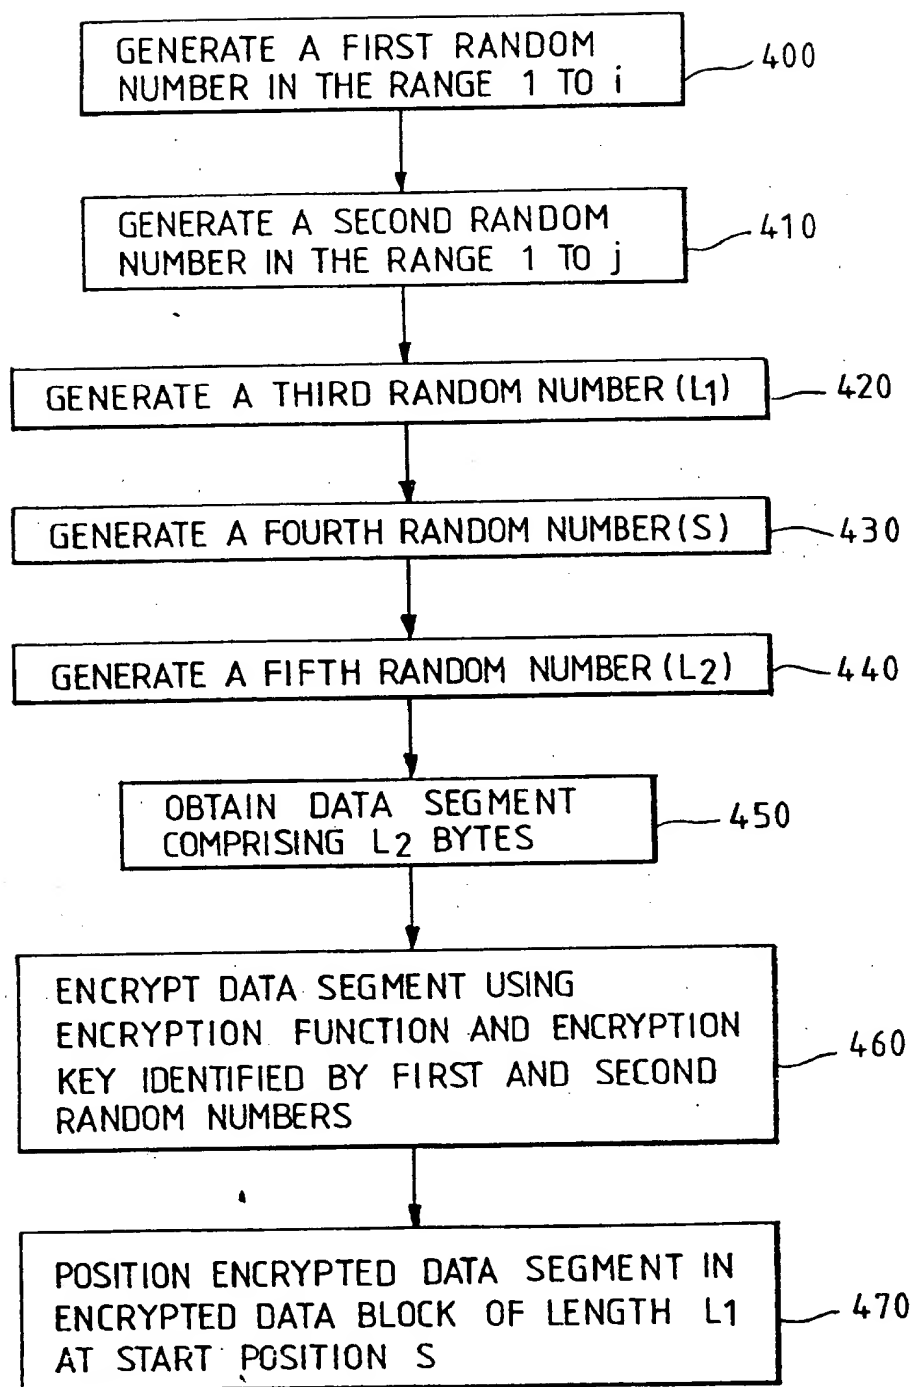 GENERATE A FIRST RANDOM
NUMBER IN THE RANGE 1 TO i
400
GENERATE A SECOND RANDOM
NUMBER IN THE RANGE 1 TO j
410
GENERATE A THIRD RANDOM NUMBER (L1)
420
GENERATE A FOURTH RANDOM NUMBER (S)
430
GENERATE A FIFTH RANDOM NUMBER (L2)
440
OBTAIN DATA SEGMENT
COMPRISING L2 BYTES
450
ENCRYPT DATA SEGMENT USING
ENCRYPTION FUNCTION AND ENCRYPTION
KEY IDENTIFIED BY FIRST AND SECOND
RANDOM NUMBERS
460
POSITION ENCRYPTED DATA SEGMENT IN
ENCRYPTED DATA BLOCK OF LENGTH L1
AT START POSITION S
470